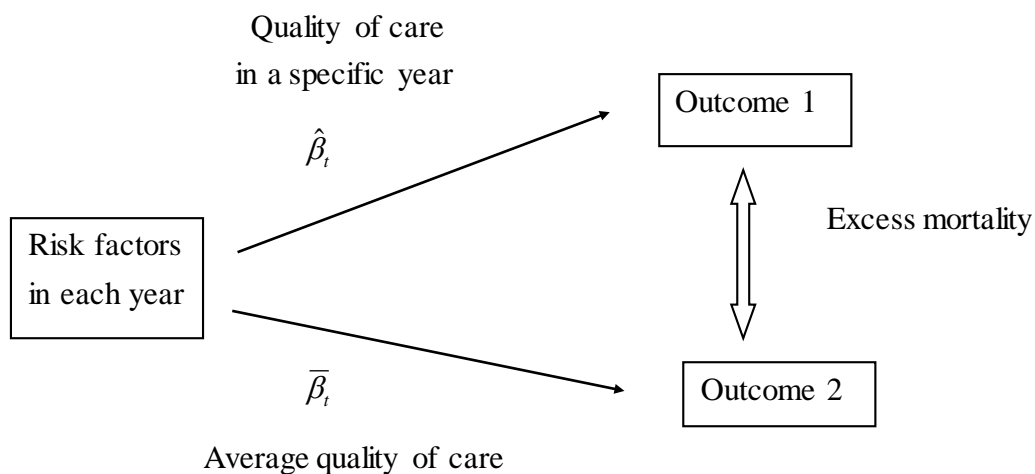 Quality of care
in a specific year
Outcome 1
β̂ₜ
Excess mortality
Risk factors
in each year
β̅ₜ
Outcome 2
Average quality of care